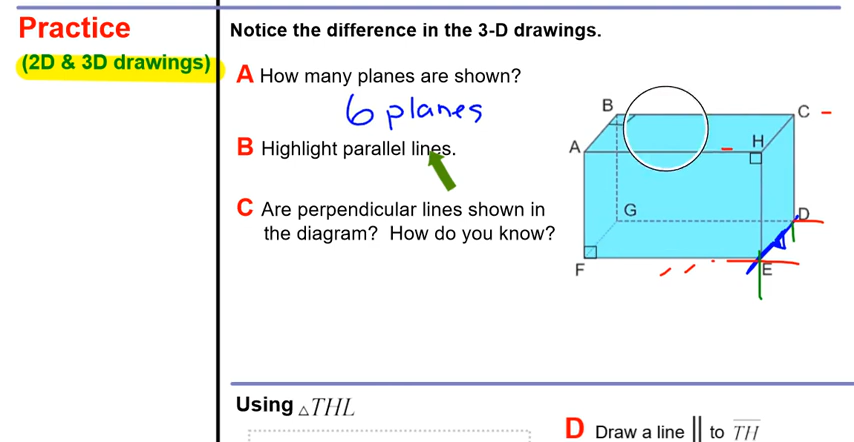 Practice
(2D & 3D drawings)
Notice the difference in the 3-D drawings.
A How many planes are shown?
6 planes
B Highlight parallel lines.
C Are perpendicular lines shown in
the diagram? How do you know?
B
C
A
H
G
D
F
E
Using △THL
D Draw a line || to TH